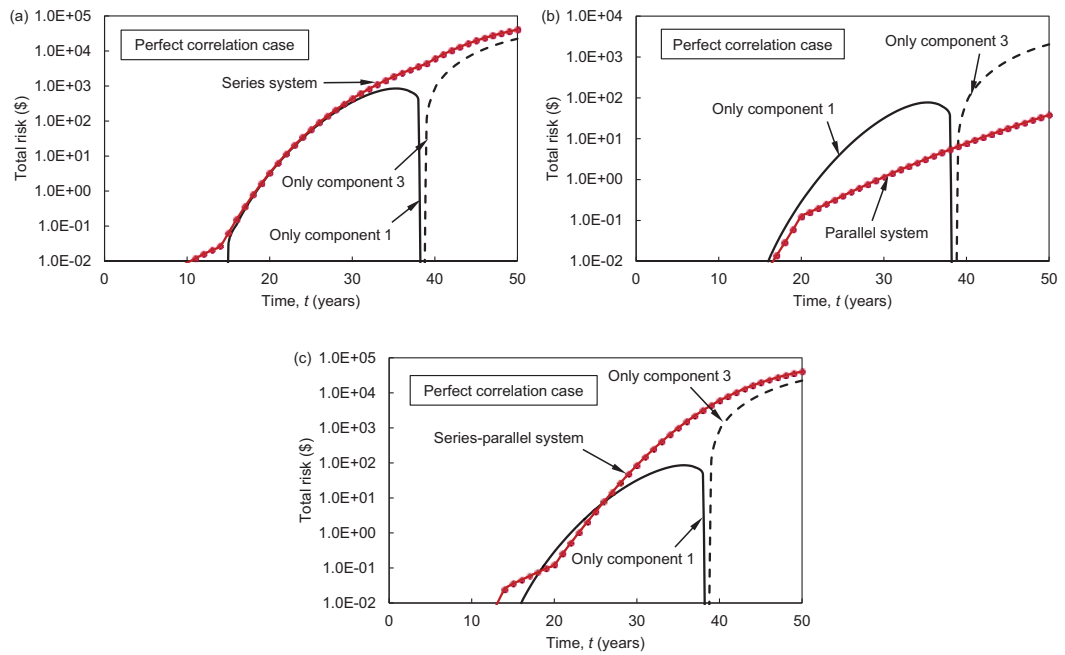 (a)
1.0E+05
1.0E+04
1.0E+03
1.0E+02
1.0E+01
1.0E+00
1.0E-01
1.0E-02
Total risk ($)
Perfect correlation case
Series system
Only component 3
Only component 1
0 10 20 30 40 50
Time, t (years)
(b)
1.0E+04
1.0E+03
1.0E+02
1.0E+01
1.0E+00
1.0E-01
1.0E-02
Total risk ($)
Perfect correlation case
Only component 3
Only component 1
Parallel system
0 10 20 30 40 50
Time, t (years)
(c)
1.0E+05
1.0E+04
1.0E+03
1.0E+02
1.0E+01
1.0E+00
1.0E-01
1.0E-02
Total risk ($)
Perfect correlation case
Only component 3
Series-parallel system
Only component 1
0 10 20 30 40 50
Time, t (years)